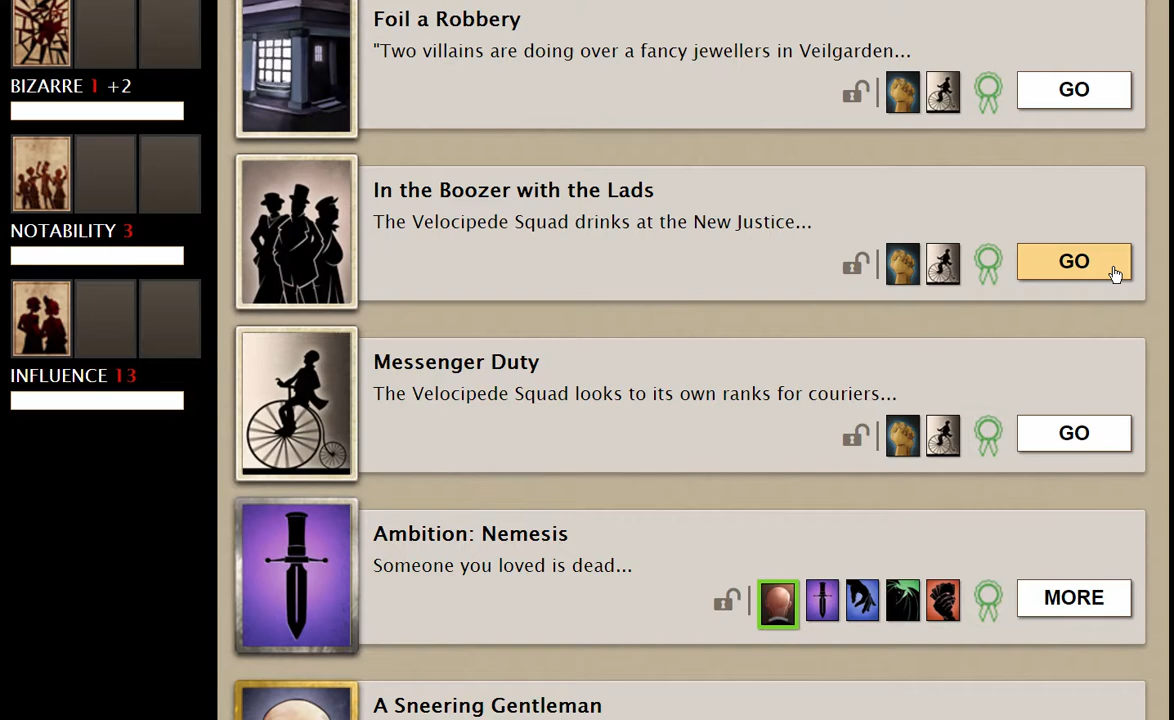 Foil a Robbery
"Two villains are doing over a fancy jewellers in Veilgarden...
GO
BIZARRE 1 +2
In the Boozer with the Lads
The Velocipede Squad drinks at the New Justice...
GO
NOTABILITY 3
Messenger Duty
The Velocipede Squad looks to its own ranks for couriers...
GO
INFLUENCE 13
Ambition: Nemesis
Someone you loved is dead...
MORE
A Sneering Gentleman